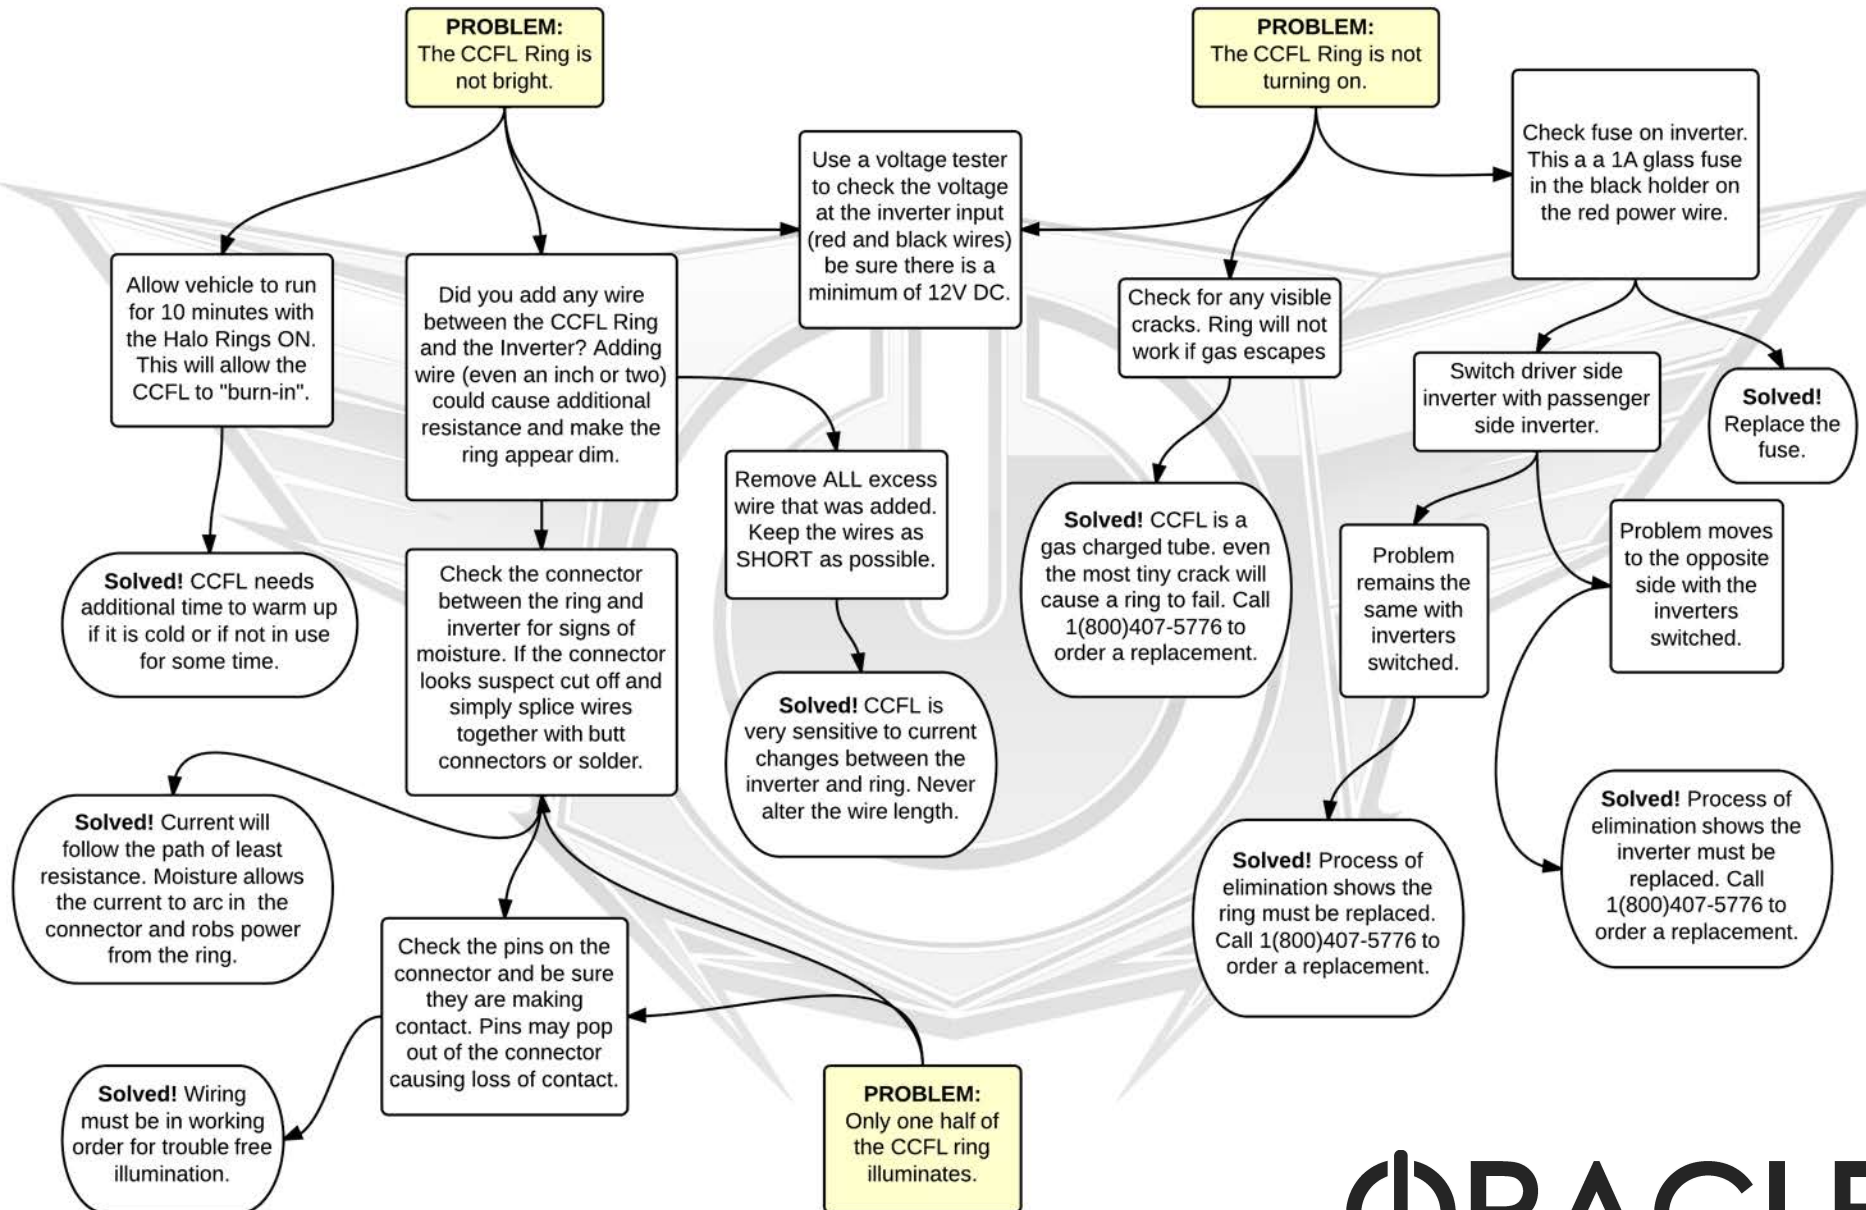 PROBLEM:
The CCFL Ring is
not bright.
PROBLEM:
The CCFL Ring is not
turning on.
Check fuse on inverter.
This a a 1A glass fuse
in the black holder on
the red power wire.
Use a voltage tester
to check the voltage
at the inverter input
(red and black wires)
be sure there is a
minimum of 12V DC.
Allow vehicle to run
for 10 minutes with
the Halo Rings ON.
This will allow the
CCFL to "burn-in".
Did you add any wire
between the CCFL Ring
and the Inverter? Adding
wire (even an inch or two)
could cause additional
resistance and make the
ring appear dim.
Check for any visible
cracks. Ring will not
work if gas escapes
Switch driver side
inverter with passenger
side inverter.
Solved!
Replace the
fuse.
Remove ALL excess
wire that was added.
Keep the wires as
SHORT as possible.
Solved! CCFL is a
gas charged tube. even
the most tiny crack will
cause a ring to fail. Call
1(800)407-5776 to
order a replacement.
Problem
remains the
same with
inverters
switched.
Problem moves
to the opposite
side with the
inverters
switched.
Solved! CCFL needs
additional time to warm up
if it is cold or if not in use
for some time.
Check the connector
between the ring and
inverter for signs of
moisture. If the connector
looks suspect cut off and
simply splice wires
together with butt
connectors or solder.
Solved! CCFL is
very sensitive to current
changes between the
inverter and ring. Never
alter the wire length.
Solved! Current will
follow the path of least
resistance. Moisture allows
the current to arc in the
connector and robs power
from the ring.
Solved! Process of
elimination shows the
ring must be replaced.
Call 1(800)407-5776 to
order a replacement.
Solved! Process of
elimination shows the
inverter must be
replaced. Call
1(800)407-5776 to
order a replacement.
Check the pins on the
connector and be sure
they are making
contact. Pins may pop
out of the connector
causing loss of contact.
Solved! Wiring
must be in working
order for trouble free
illumination.
PROBLEM:
Only one half of
the CCFL ring
illuminates.
ORACLE